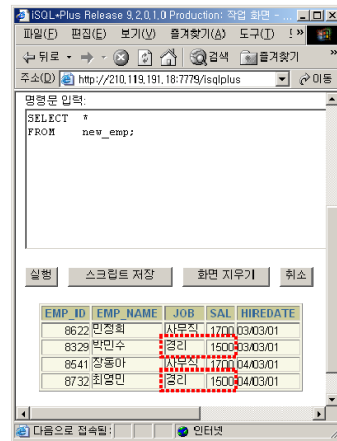 iSQL*Plus Release 9.2.0.1.0 Production: 작업 화면 - ...
파일(F) 편집(E) 보기(V) 즐겨찾기(A) 도구(T) »
뒤로 검색 즐겨찾기 »
주소(D) http://210.119.191.18:7779/isqlplus 이동
명령문 입력:
SELECT *
FROM new_emp;
실행 스크립트 저장 화면 지우기 취소
EMP_ID EMP_NAME JOB SAL HIREDATE
8622 민정희 사무직 1700 03/03/01
8329 박민수 경리 1500 03/03/01
8541 장동아 사무직 1700 04/03/01
8732 최영민 경리 1500 04/03/01
다음으로 접속됨: 인터넷